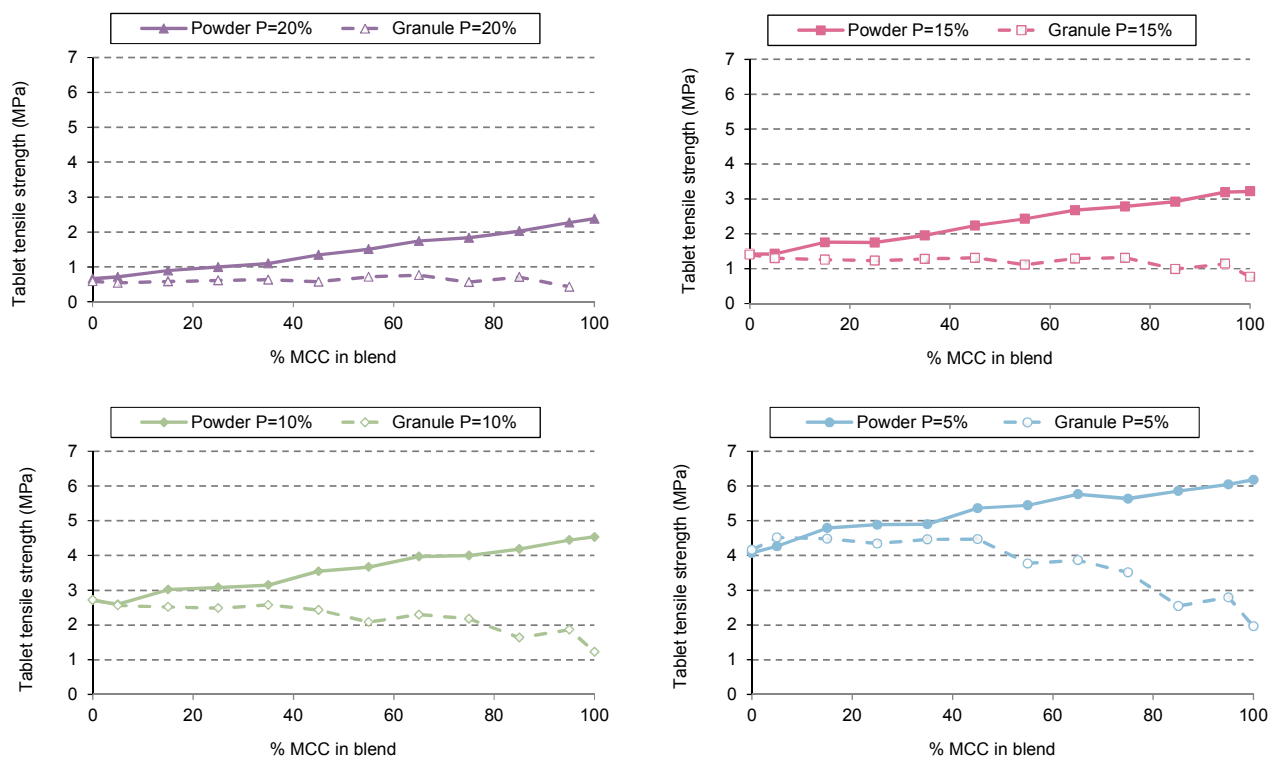 Powder P=20% Granule P=20%
Tablet tensile strength (MPa)
7
6
5
4
3
2
1
0
0 20 40 60 80 100
% MCC in blend
Powder P=15% Granule P=15%
Tablet tensile strength (MPa)
7
6
5
4
3
2
1
0
0 20 40 60 80 100
% MCC in blend
Powder P=10% Granule P=10%
Tablet tensile strength (MPa)
7
6
5
4
3
2
1
0
0 20 40 60 80 100
% MCC in blend
Powder P=5% Granule P=5%
Tablet tensile strength (MPa)
7
6
5
4
3
2
1
0
0 20 40 60 80 100
% MCC in blend